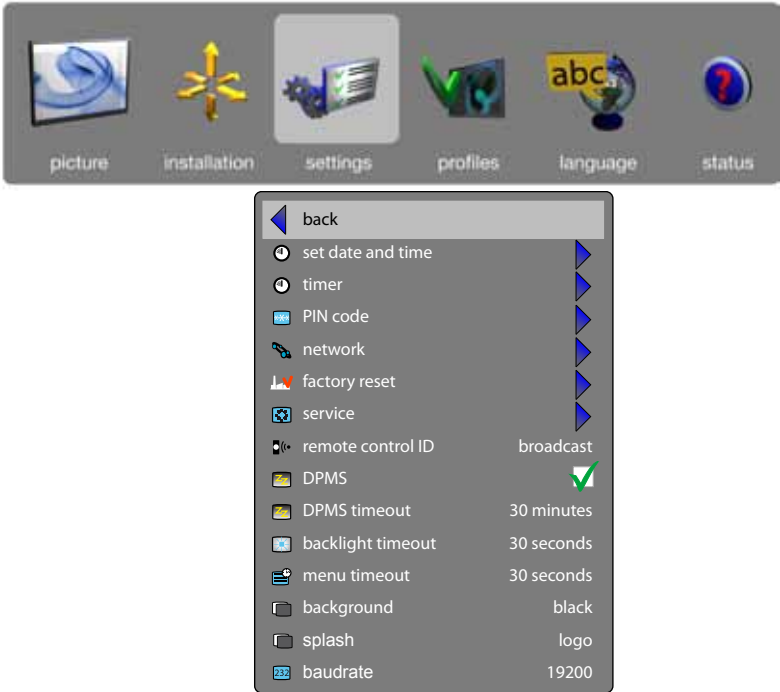 abc
picture installation settings profiles language status
back
set date and time
timer
PIN code
network
factory reset
service
remote control ID broadcast
DPMS
DPMS timeout 30 minutes
backlight timeout 30 seconds
menu timeout 30 seconds
background black
splash logo
232 baudrate 19200